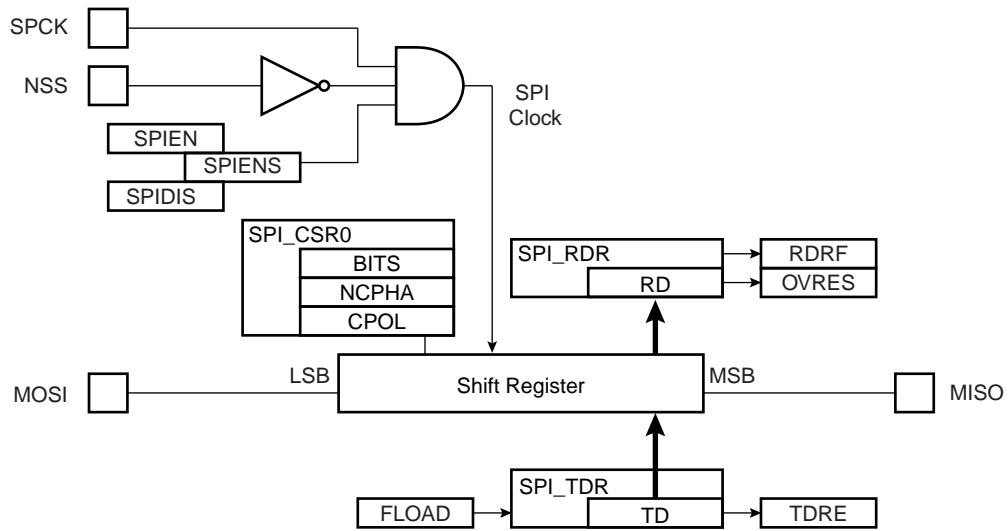 SPCK
NSS
SPI
Clock
SPIEN
SPIENS
SPIDIS
SPI_CSR0
BITS
NCPHA
CPOL
SPI_RDR
RD
RDRF
OVRES
LSB
Shift Register
MSB
MOSI
MISO
SPI_TDR
FLOAD
TD
TDRE